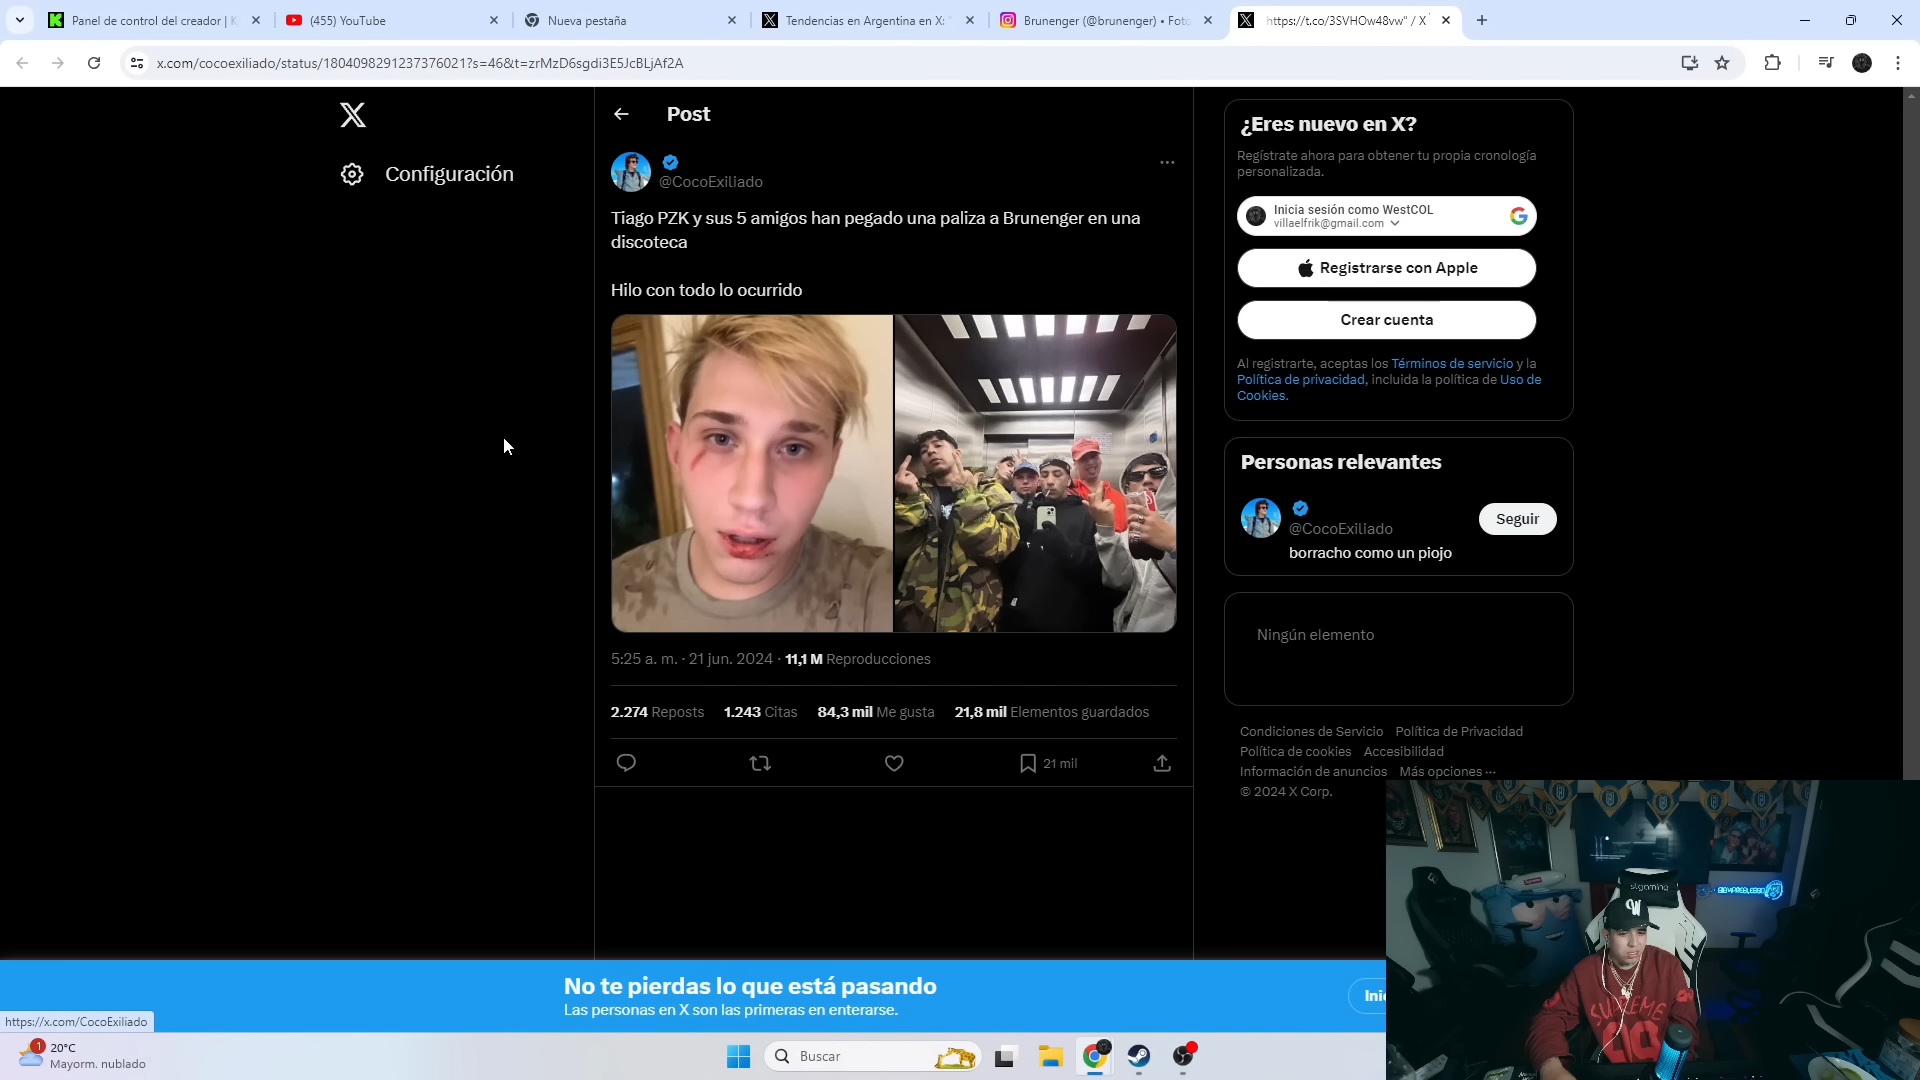 Panel de control del creador | K
(455) YouTube
Nueva pestaña
Tendencias en Argentina en X:
Brunenger (@brunenger) • Foto
https://t.co/3SVHOw48vw" / X
x.com/cocoexiliado/status/1804098291237376021?s=46&t=zrMzD6sgdi3E5JcBLjAf2A
Configuración
Post
@CocoExiliado
Tiago PZK y sus 5 amigos han pegado una paliza a Brunenger en una
discoteca
Hilo con todo lo ocurrido
5:25 a. m. · 21 jun. 2024 · 11,1 M Reproducciones
2.274 Reposts 1.243 Citas 84,3 mil Me gusta 21,8 mil Elementos guardados
21 mil
¿Eres nuevo en X?
Regístrate ahora para obtener tu propia cronología
personalizada.
Inicia sesión como WestCOL
villaelfrik@gmail.com
Registrarse con Apple
Crear cuenta
Al registrarte, aceptas los Términos de servicio y la
Política de privacidad, incluida la política de Uso de
Cookies.
Personas relevantes
@CocoExiliado
Seguir
borracho como un piojo
Ningún elemento
Condiciones de Servicio Política de Privacidad
Política de cookies Accesibilidad
Información de anuncios Más opciones ···
© 2024 X Corp.
No te pierdas lo que está pasando
Las personas en X son las primeras en enterarse.
Ini
https://x.com/CocoExiliado
1
20°C
Mayorm. nublado
Buscar
SUPREME